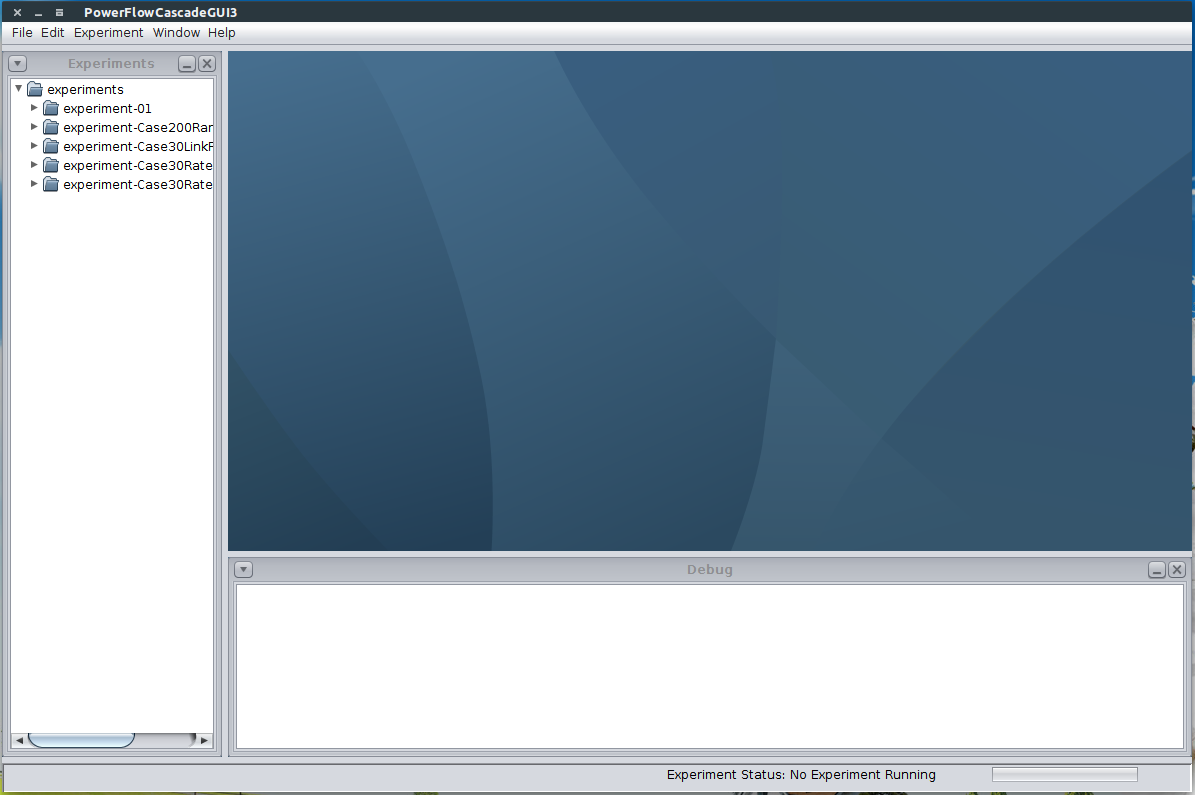 PowerFlowCascadeGUI3
File Edit Experiment Window Help
Experiments
experiments
experiment-01
experiment-Case200Ran
experiment-Case30LinkF
experiment-Case30Rate
experiment-Case30Rate
Debug
Experiment Status: No Experiment Running